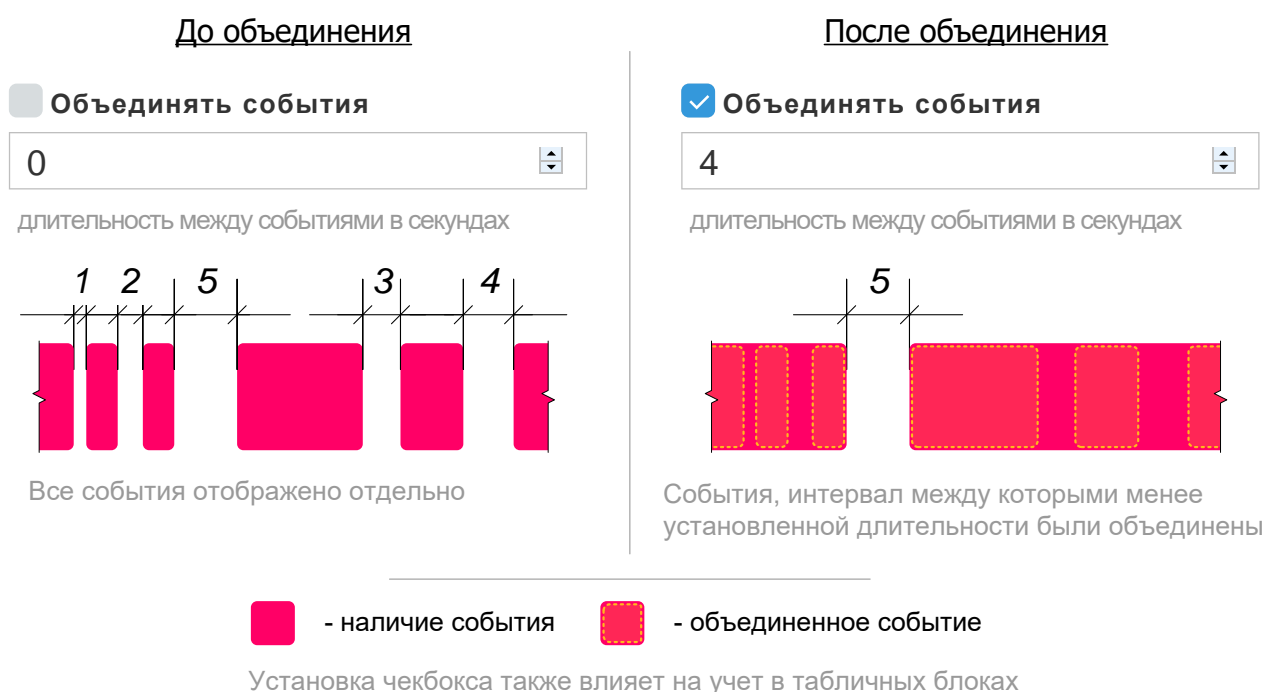 До объединения
Объединять события
0
длительность между событиями в секундах
1 2 5 3 4
Все события отображено отдельно
После объединения
Объединять события
4
длительность между событиями в секундах
5
События, интервал между которыми менее
установленной длительности были объединены
- наличие события
- объединенное событие
Установка чекбокса также влияет на учет в табличных блоках